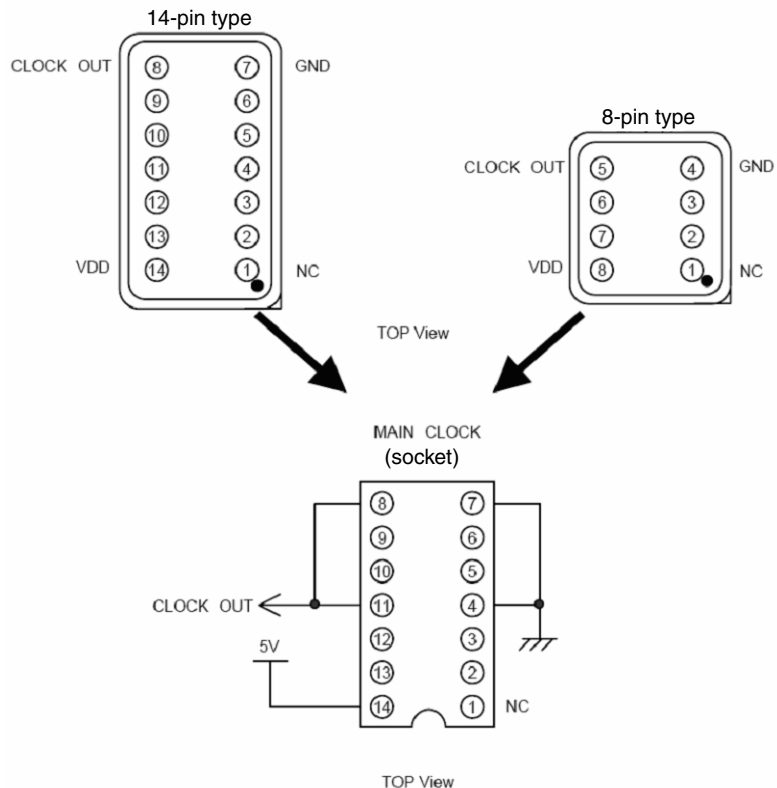 14-pin type
CLOCK OUT 8 7 GND
9 6
10 5
11 4
12 3
13 2
VDD 14 1 NC
8-pin type
CLOCK OUT 5 4 GND
6 3
7 2
VDD 8 1 NC
TOP View
MAIN CLOCK
(socket)
8 7
9 6
10 5
CLOCK OUT 11 4
12 3
5V
13 2
14 1 NC
TOP View